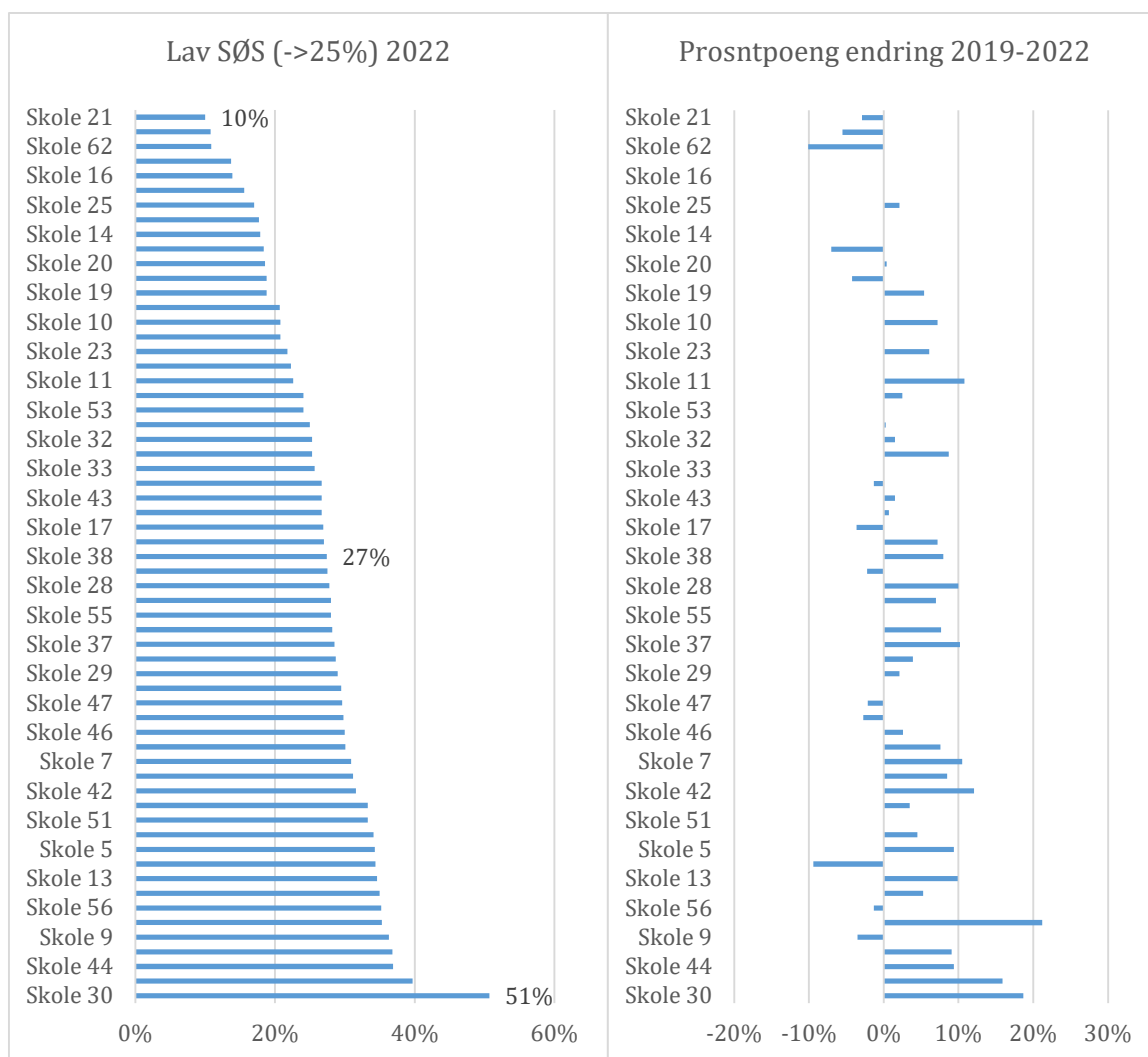 Lav SØS (->25%) 2022
Skole 21
10%
Skole 62
Skole 16
Skole 25
Skole 14
Skole 20
Skole 19
Skole 10
Skole 23
Skole 11
Skole 53
Skole 32
Skole 33
Skole 43
Skole 17
Skole 38
27%
Skole 28
Skole 55
Skole 37
Skole 29
Skole 47
Skole 46
Skole 7
Skole 42
Skole 51
Skole 5
Skole 13
Skole 56
Skole 9
Skole 44
Skole 30
51%
0% 20% 40% 60%
Prosntpoeng endring 2019-2022
Skole 21
Skole 62
Skole 16
Skole 25
Skole 14
Skole 20
Skole 19
Skole 10
Skole 23
Skole 11
Skole 53
Skole 32
Skole 33
Skole 43
Skole 17
Skole 38
Skole 28
Skole 55
Skole 37
Skole 29
Skole 47
Skole 46
Skole 7
Skole 42
Skole 51
Skole 5
Skole 13
Skole 56
Skole 9
Skole 44
Skole 30
-20% -10% 0% 10% 20% 30%